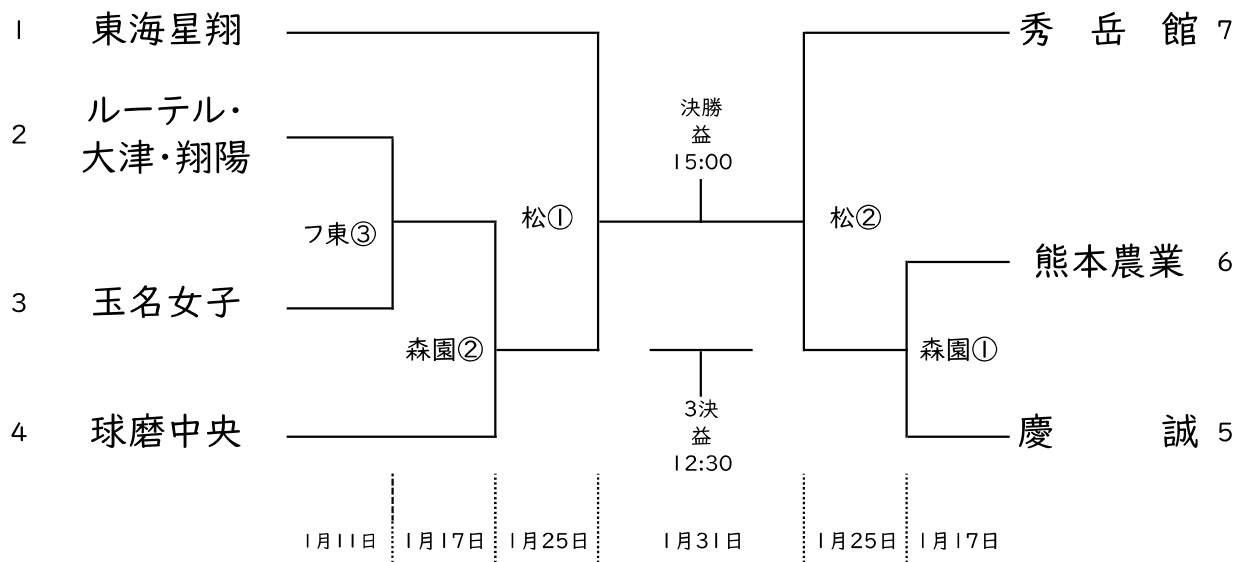 1 東海星翔
2 ルーテル・
大津・翔陽
3 玉名女子
4 球磨中央
フ東③
森園②
松①
決勝
益
15:00
3決
益
12:30
松②
森園①
秀 岳 館 7
熊本農業 6
慶 誠 5
1月11日 1月17日 1月25日 1月31日 1月25日 1月17日